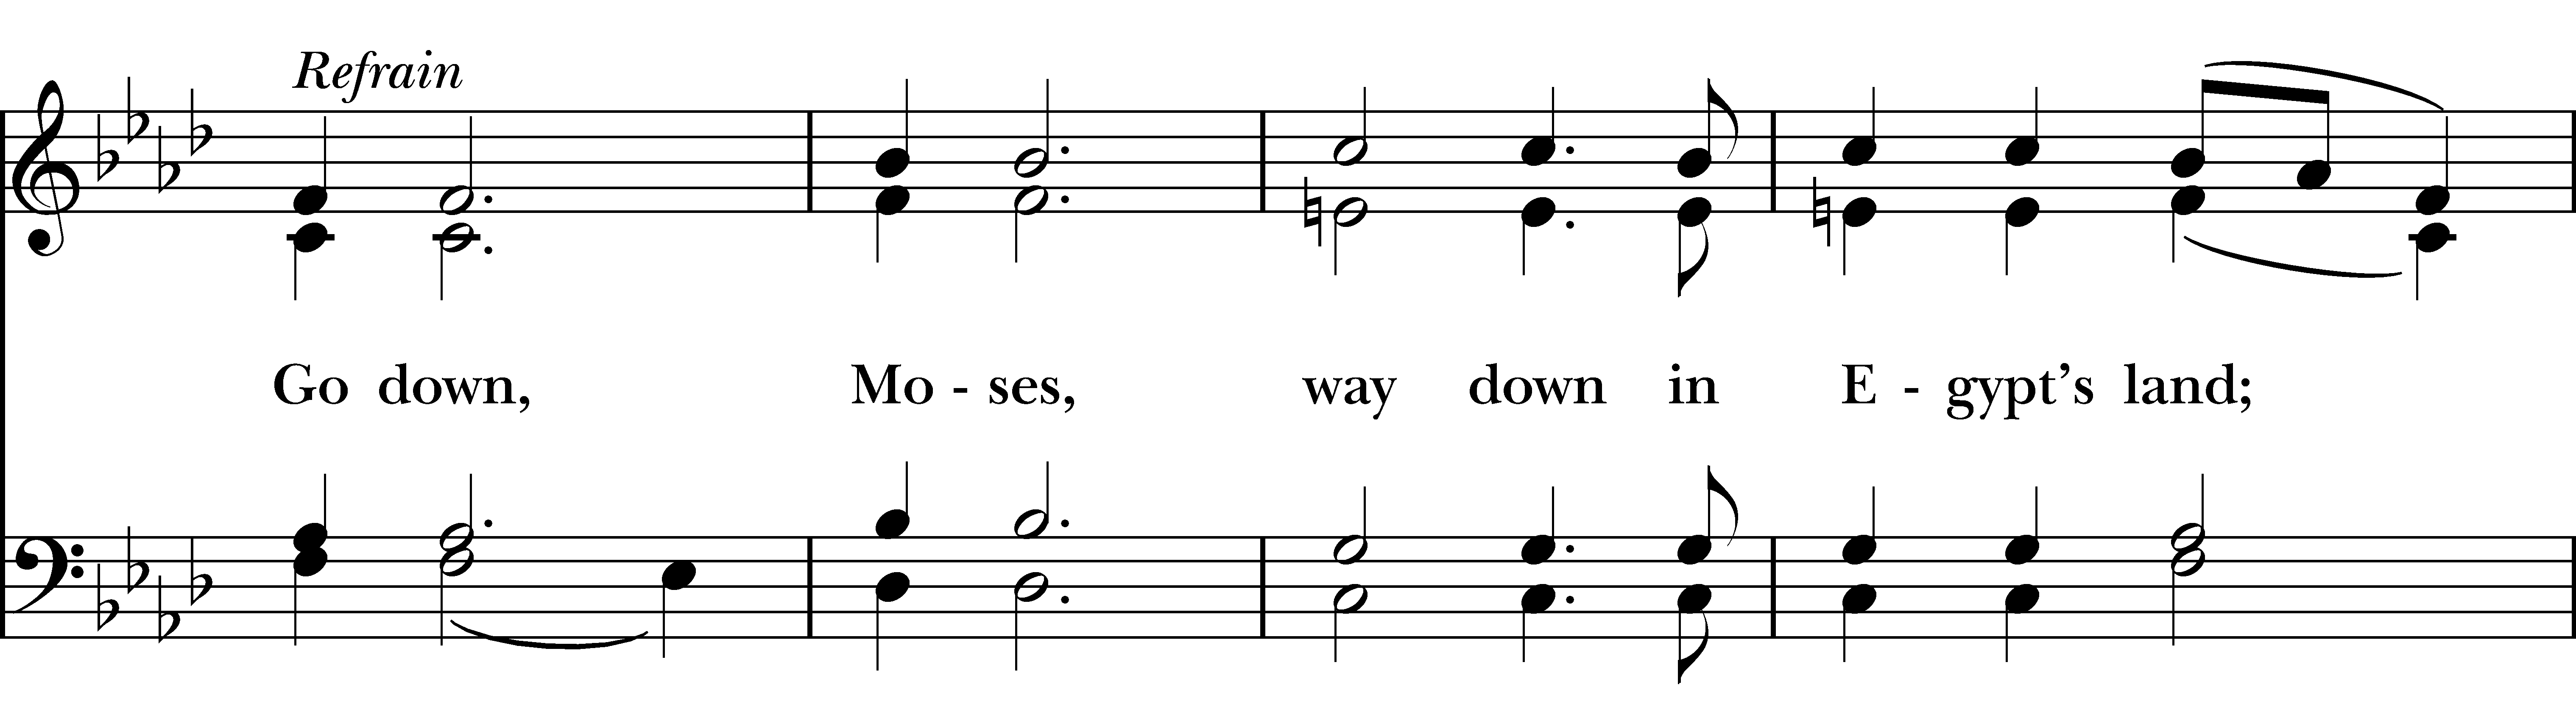 Refrain
Go down, Mo - ses, way down in E - gypt’s land;